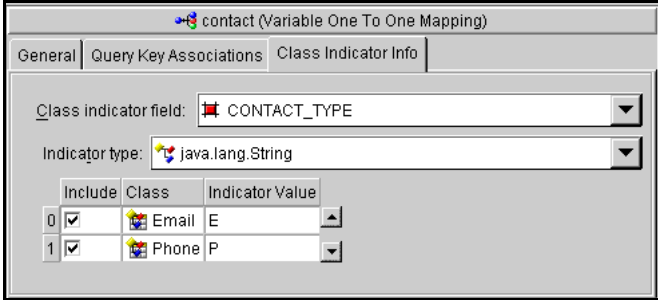 contact (Variable One To One Mapping)
General Query Key Associations Class Indicator Info
Class indicator field: CONTACT_TYPE
Indicator type: java.lang.String
Include Class Indicator Value
0 Email E
1 Phone P